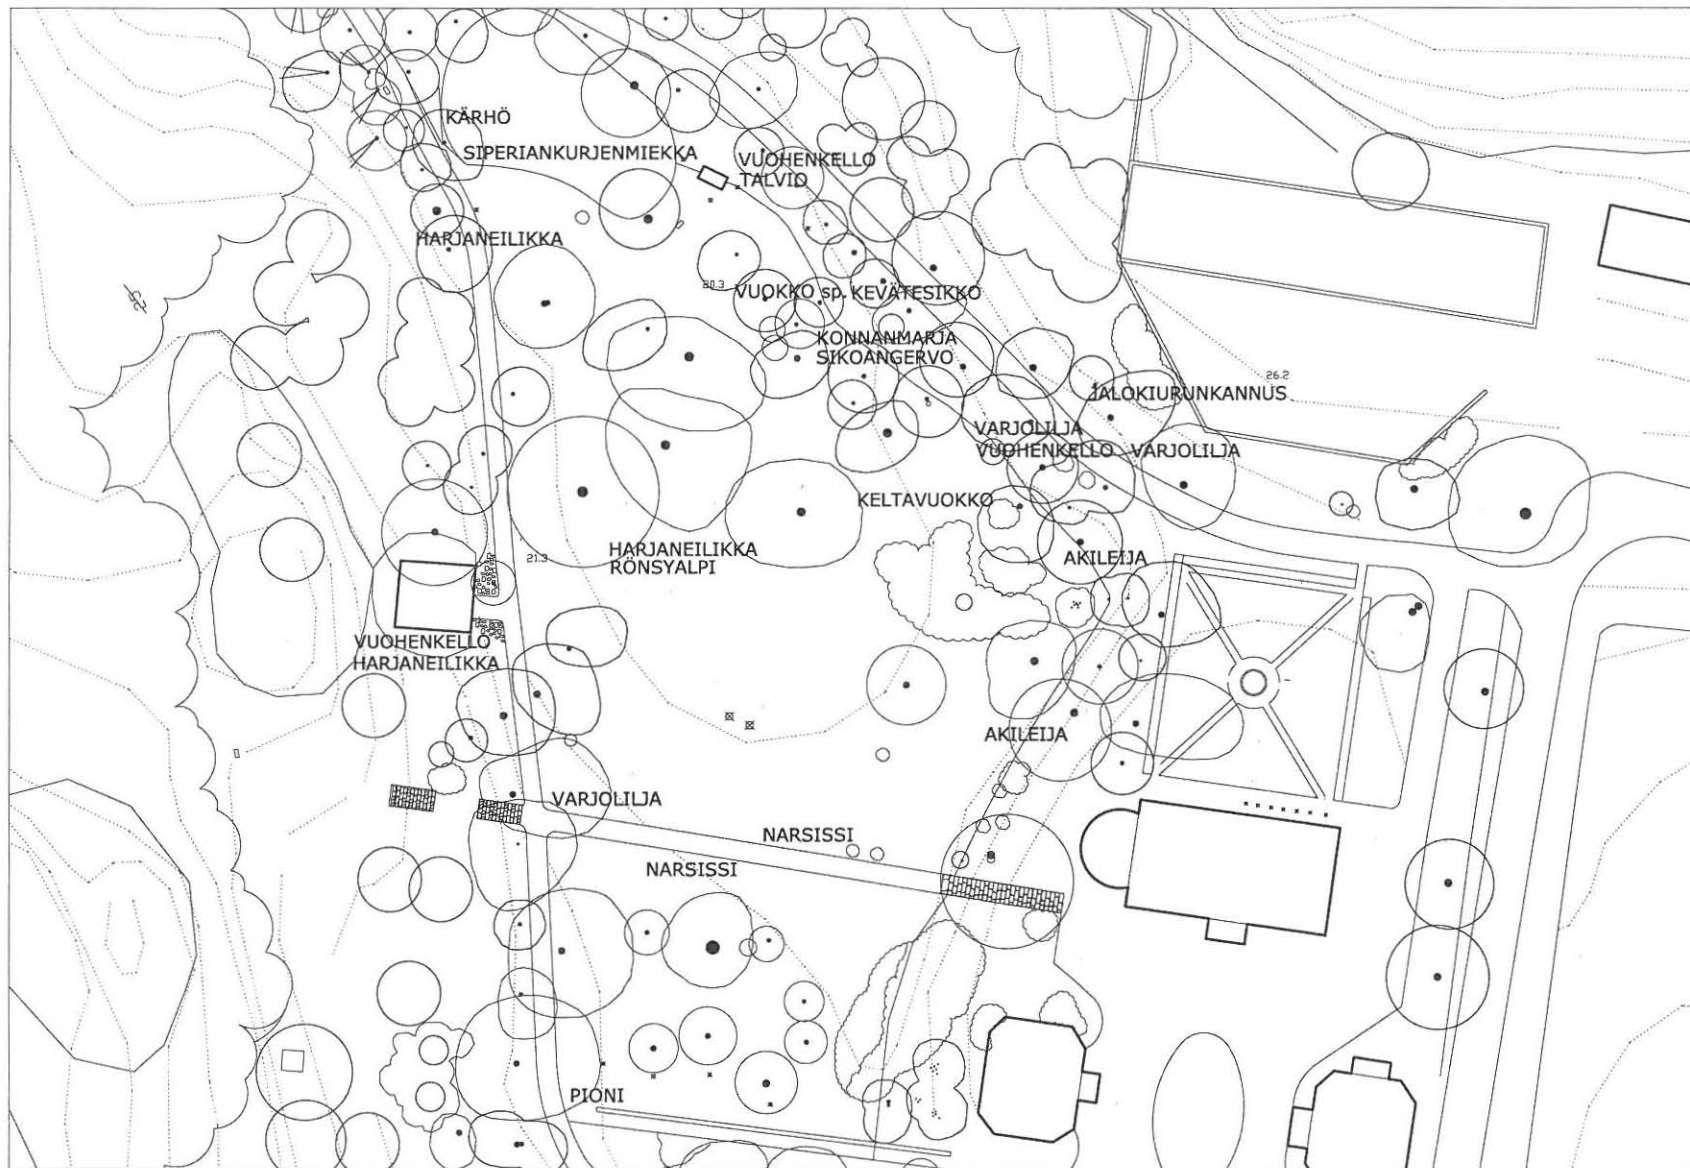 KÄRHÖ
SIPERIANKURJENMIEKKA
VUOHENKELLO
TALVIO
HARJANEILIKKA
20.3
VUOKKO sp. KEVÄTESIKKO
KONNANMARJA
SIKOANGERVO
26.2
JALOKIURUNKANNUS
VARJOLILJA
VUOHENKELLO VARJOLILJA
KELTAVUOKKO
HARJANEILIKKA
RÖNSYALPI
21.3
AKILEIJA
VUOHENKELLO
HARJANEILIKKA
AKILEIJA
VARJOLILJA
NARSISSI
NARSISSI
PIONI